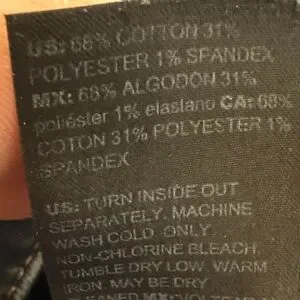 US: 68% COTTON 31%
POLYESTER 1% SPANDEX
MX: 68% ALGODON 31%
poliéster 1% elastano CA: 68%
COTON 31% POLYESTER 1%
SPANDEX
US: TURN INSIDE OUT
SEPARATELY. MACHINE
WASH COLD. ONLY
NON-CHLORINE BLEACH.
TUMBLE DRY LOW. WARM
IRON. MAY BE DRY
CLEANED MX: